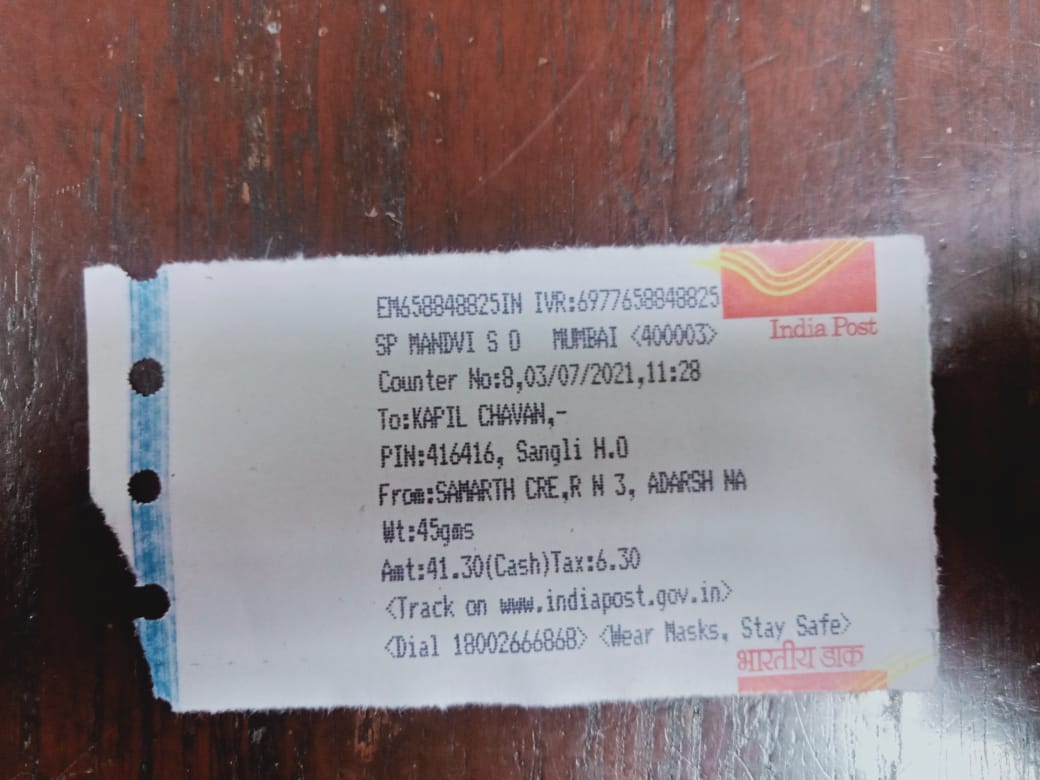 EM658848825IN IVR:6977658848825
India Post
SP MANDVI S O MUMBAI <400003>
Counter No:8,03/07/2021,11:28
To:KAPIL CHAVAN,-
PIN:416416, Sangli H.O
From:SAMARTH CRE,R N 3, ADARSH NA
Wt:45gms
Amt:41.30(Cash)Tax:6.30
<Track on www.indiapost.gov.in>
<Dial 18002666868> <Wear Masks, Stay Safe>
भारतीय डाक